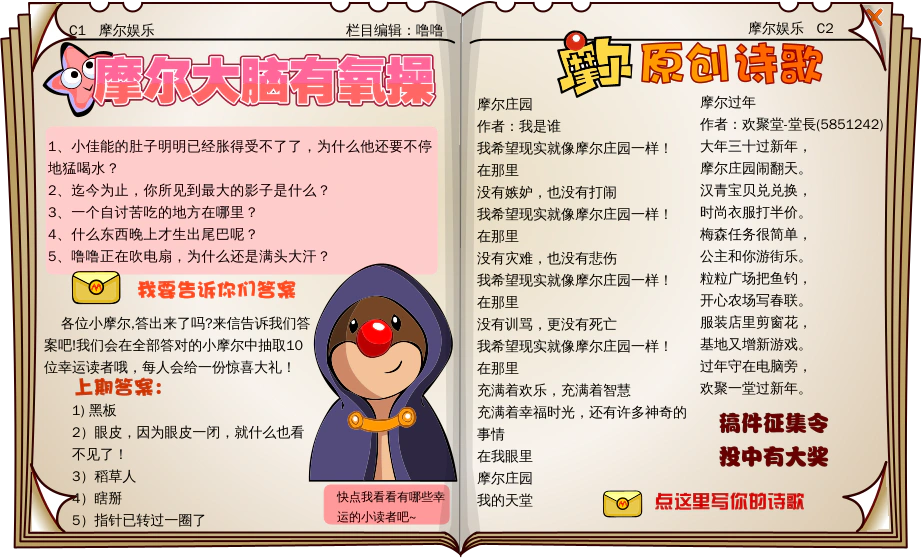 C1 摩尔娱乐
栏目编辑：噜噜
摩尔大脑有氧操
1、小佳能的肚子明明已经胀得受不了了，为什么他还要不停
地猛喝水？
2、迄今为止，你所见到最大的影子是什么？
3、一个自讨苦吃的地方在哪里？
4、什么东西晚上才生出尾巴呢？
5、噜噜正在吹电扇，为什么还是满头大汗？
我要告诉你们答案
各位小摩尔,答出来了吗?来信告诉我们答
案吧!我们会在全部答对的小摩尔中抽取10
位幸运读者哦，每人会给一份惊喜大礼！
上期答案：
1) 黑板
2）眼皮，因为眼皮一闭，就什么也看
不见了！
3）稻草人
4）瞎掰
5）指针已转过一圈了
快点我看看有哪些幸
运的小读者吧~
摩尔娱乐 C2
摩尔
原创诗歌
摩尔庄园
作者：我是谁
我希望现实就像摩尔庄园一样！
在那里
没有嫉妒，也没有打闹
我希望现实就像摩尔庄园一样！
在那里
没有灾难，也没有悲伤
我希望现实就像摩尔庄园一样！
在那里
没有训骂，更没有死亡
我希望现实就像摩尔庄园一样！
在那里
充满着欢乐，充满着智慧
充满着幸福时光，还有许多神奇的
事情
在我眼里
摩尔庄园
我的天堂
摩尔过年
作者：欢聚堂-堂長(5851242)
大年三十过新年，
摩尔庄园闹翻天。
汉青宝贝兑兑换，
时尚衣服打半价。
梅森任务很简单，
公主和你游街乐。
粒粒广场把鱼钓，
开心农场写春联。
服装店里剪窗花，
基地又增新游戏。
过年守在电脑旁，
欢聚一堂过新年。
稿件征集令
投中有大奖
点这里写你的诗歌